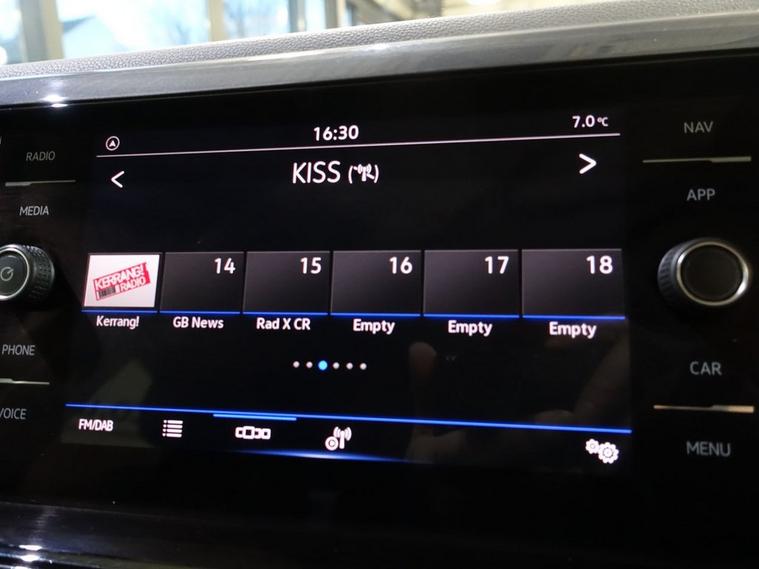 16:30
7.0°C
NAV
RADIO
KISS
APP
MEDIA
KERRANG!
RADIO
14
15
16
17
18
Kerrang!
GB News
Rad X CR
Empty
Empty
Empty
PHONE
CAR
VOICE
FM/DAB
C
MENU